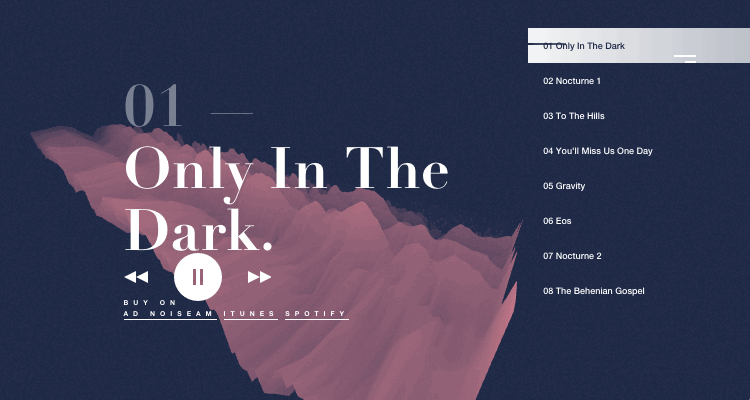 01
Only In The
Dark.
BUY ON
AD NOISEAM ITUNES SPOTIFY
01 Only In The Dark
02 Nocturne 1
03 To The Hills
04 You'll Miss Us One Day
05 Gravity
06 Eos
07 Nocturne 2
08 The Behenian Gospel